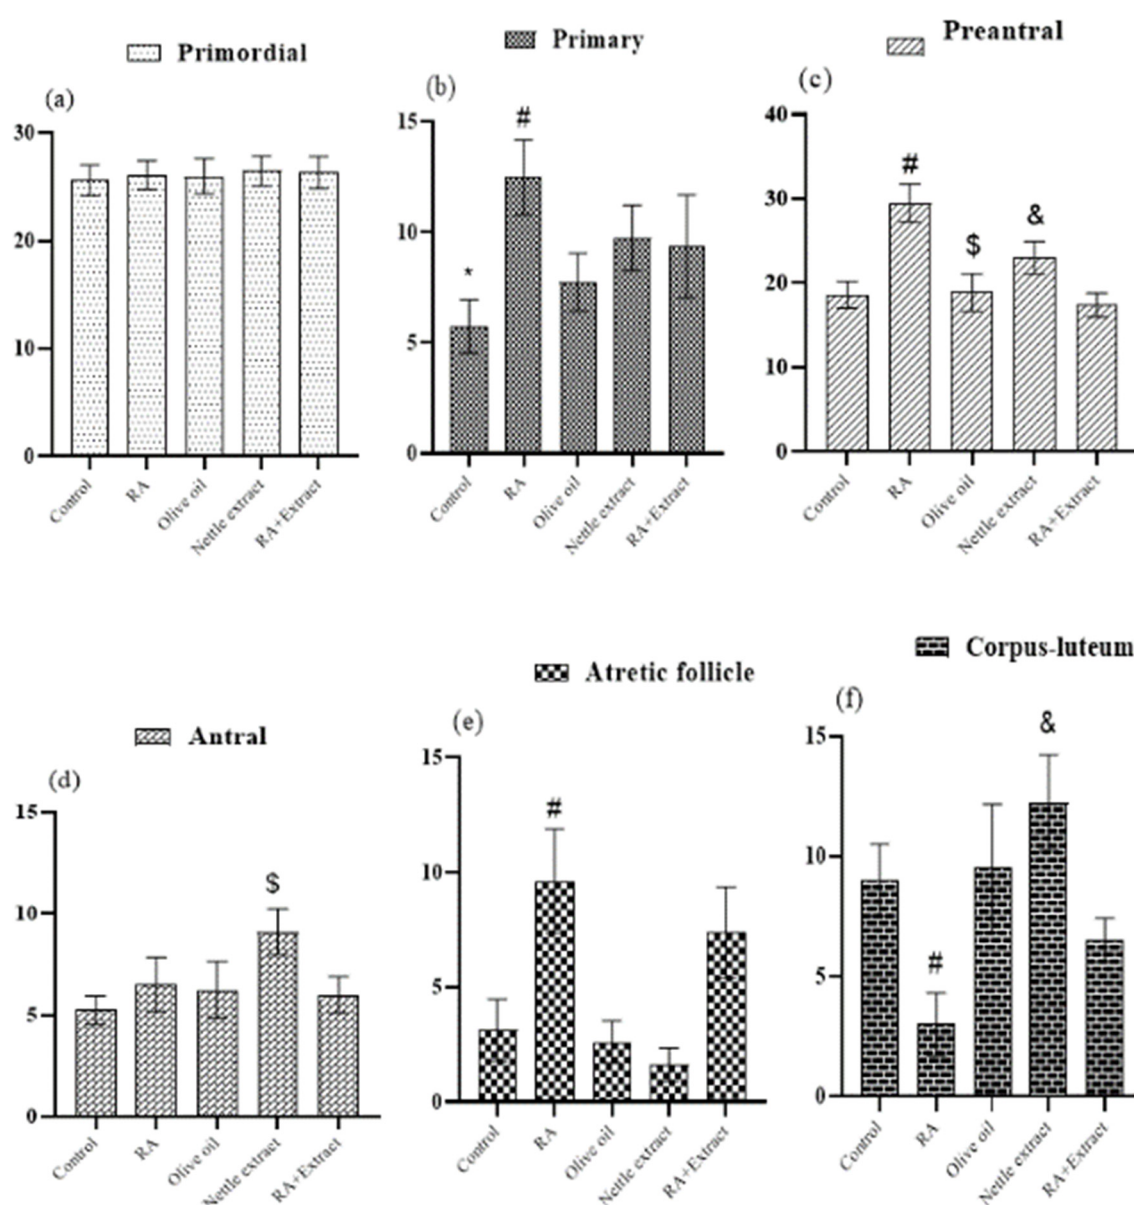 Primordial
(a)
30
20
10
0
Control
RA
Olive oil
Nettle extract
RA+Extract
Primary
(b)
#
15
10
*
5
0
Control
RA
Olive oil
Nettle extract
RA+Extract
Preantral
(c)
40
#
30
&
$
20
10
0
Control
RA
Olive oil
Nettle extract
RA+Extract
Antral
(d)
15
$
10
5
0
Control
RA
Olive oil
Nettle extract
RA+Extract
Atretic follicle
(e)
15
#
10
5
0
Control
RA
Olive oil
Nettle extract
RA+Extract
Corpus-luteum
(f)
&
15
10
#
5
0
Control
RA
Olive oil
Nettle extract
RA+Extract